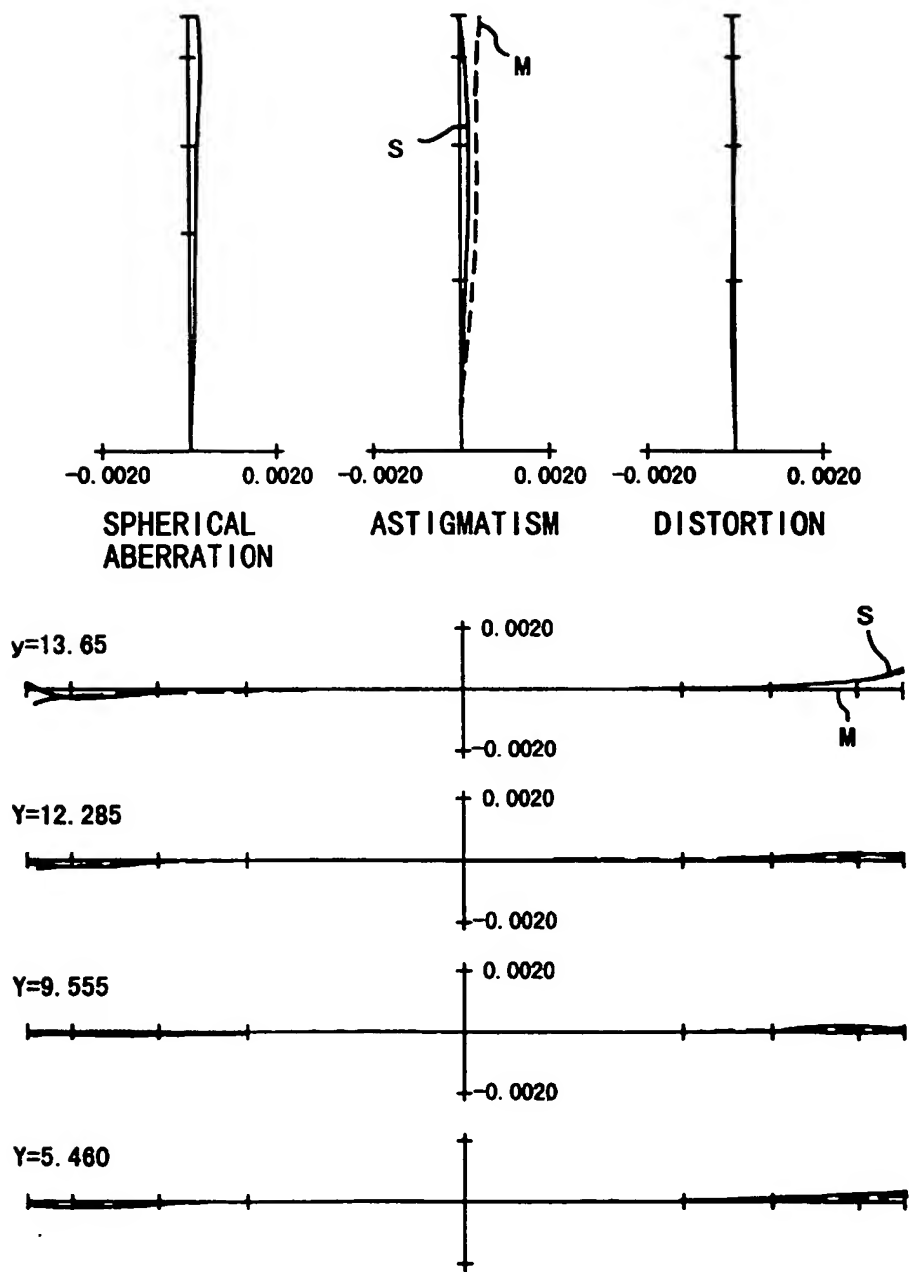 M
S
-0.0020 0.0020 -0.0020 0.0020 -0.0020 0.0020
SPHERICAL ABERRATION ASTIGMATISM DISTORTION
y=13.65
0.0020
S
M
-0.0020
Y=12.285
0.0020
-0.0020
Y=9.555
0.0020
-0.0020
Y=5.460